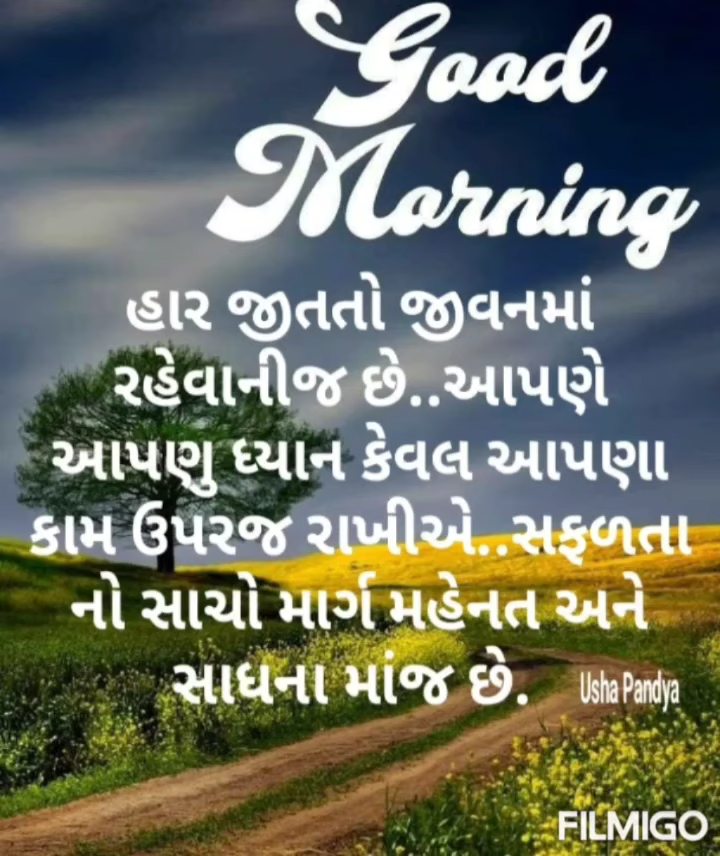 Good
Morning
હાર જીતતો જીવનમાં
રહેવાનીજ છે..આપણે
આપણુ ધ્યાન કેવલ આપણા
કામ ઉપરજ રાખીએ..સફળતા
નો સાચો માર્ગ મહેનત અને
સાધના માંજ છે. Usha Pandya
FILMIGO